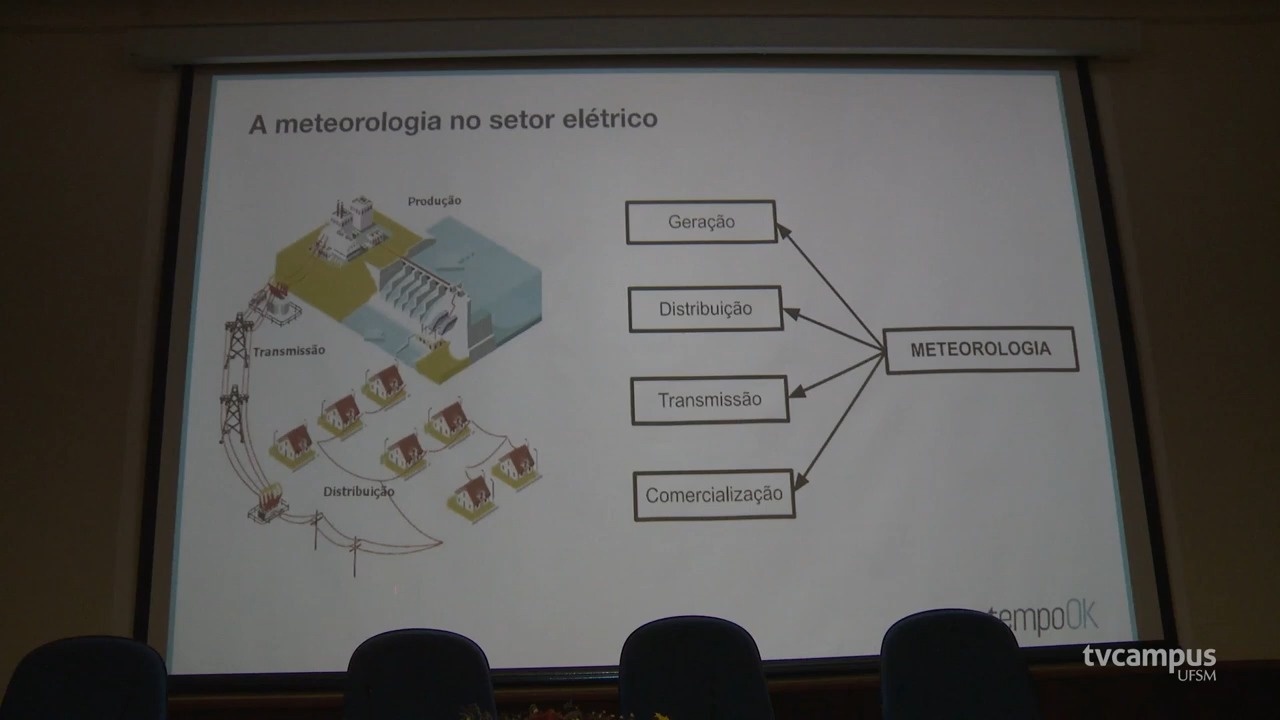 A meteorologia no setor elétrico
Produção
Transmissão
Distribuição
Geração
Distribuição
Transmissão
Comercialização
METEOROLOGIA
tempoOk
tvcampus
UFSM